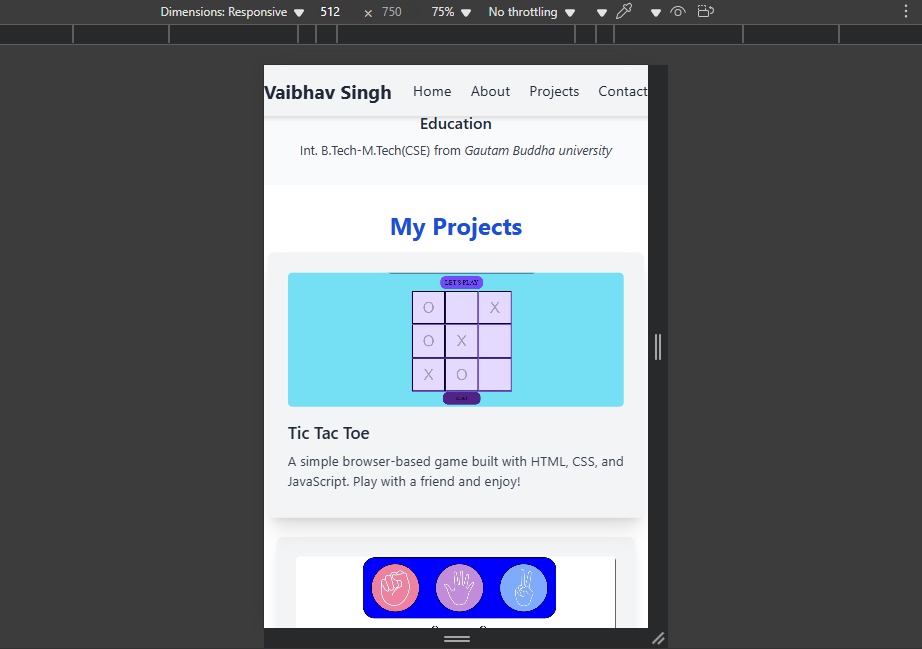 Dimensions: Responsive 512 × 750 75% No throttling
Vaibhav Singh Home About Projects Contact
Education
Int. B.Tech-M.Tech(CSE) from Gautam Buddha university
My Projects
LET'S PLAY
O X
O X
X O
Tic Tac Toe
A simple browser-based game built with HTML, CSS, and
JavaScript. Play with a friend and enjoy!